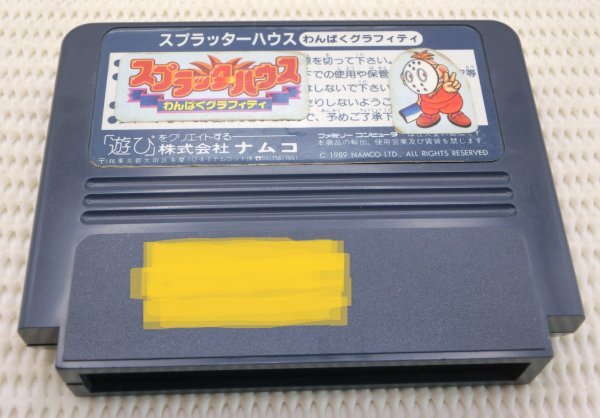 スプラッターハウス わんぱくグラフィティ
を切って下さい。
スプラッターハウス
わんぱくグラフィティ
下での使用や保管
等
はしないで下さい。
さりしないようこ
で、予めご了承下
「遊び」をクリエイトする
株式会社 ナムコ
ファミリー コンピュータ
本商品の輸出、使用営業及び賃貸を禁じます。
© 1989 NAMCO LTD., ALL RIGHTS RESERVED